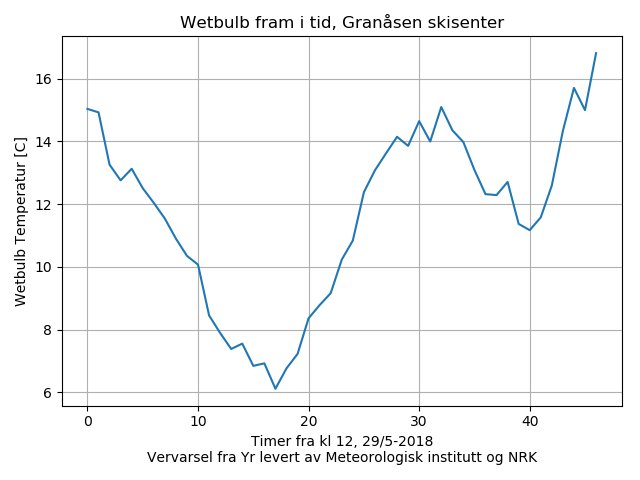 Wetbulb fram i tid, Granåsen skisenter
Wetbulb Temperatur [C]
16
14
12
10
8
6
0 10 20 30 40
Timer fra kl 12, 29/5-2018
Vervarsel fra Yr levert av Meteorologisk institutt og NRK